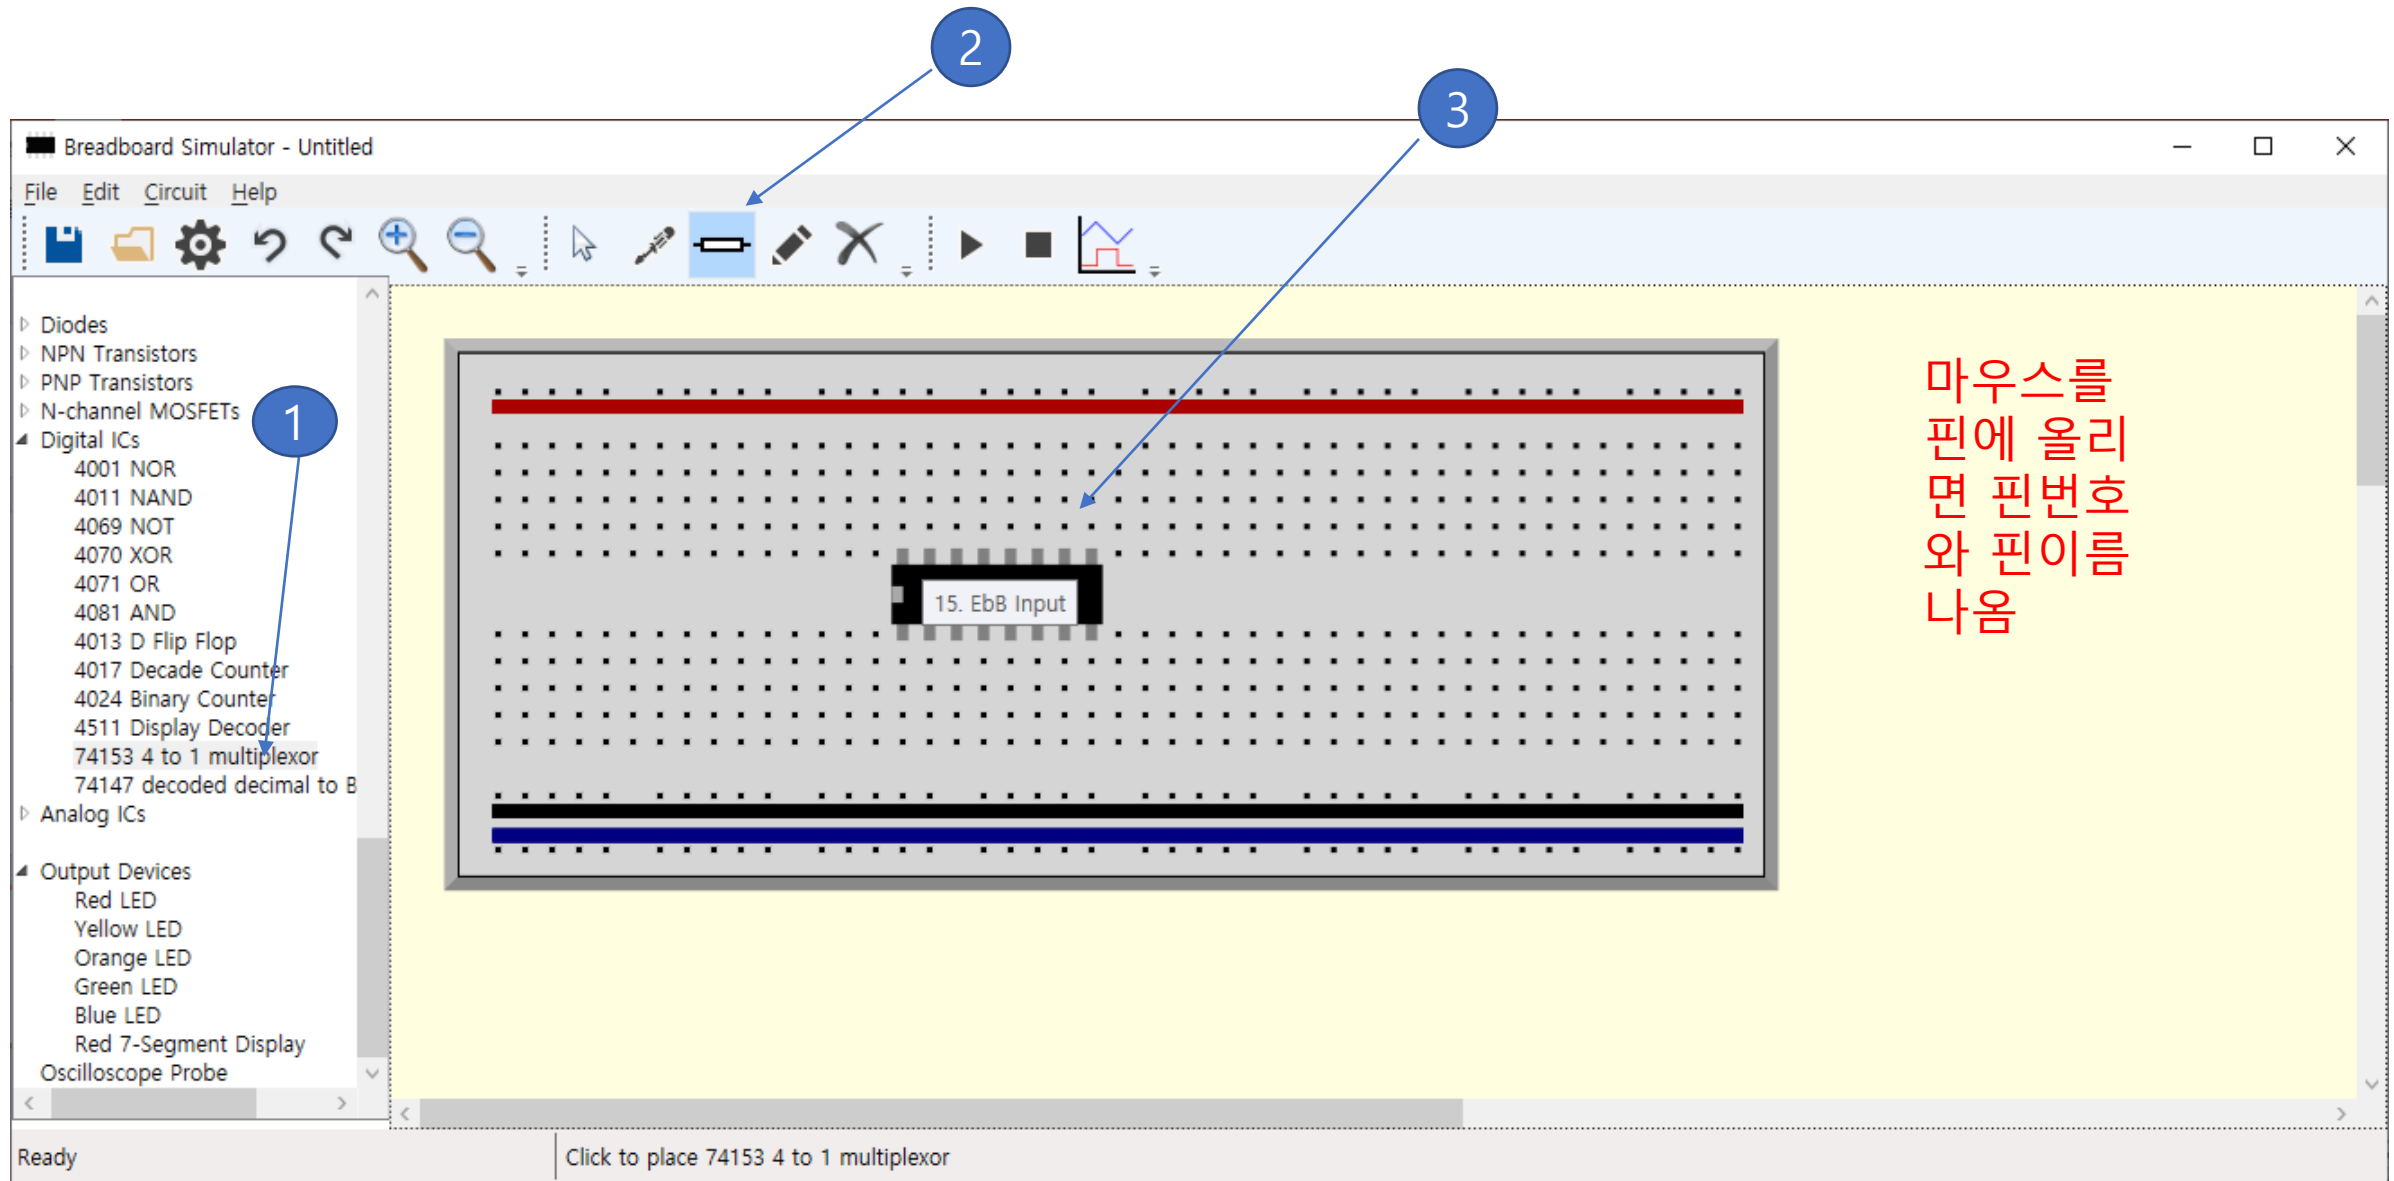 2
3
Breadboard Simulator - Untitled
File Edit Circuit Help
Diodes
NPN Transistors
PNP Transistors
N-channel MOSFETs
1
Digital ICs
4001 NOR
4011 NAND
4069 NOT
4070 XOR
4071 OR
4081 AND
4013 D Flip Flop
4017 Decade Counter
4024 Binary Counter
4511 Display Decoder
74153 4 to 1 multiplexor
74147 decoded decimal to B
Analog ICs
Output Devices
Red LED
Yellow LED
Orange LED
Green LED
Blue LED
Red 7-Segment Display
Oscilloscope Probe
15. EbB Input
마우스를
핀에 올리
면 핀번호
와 핀이름
나옴
Ready
Click to place 74153 4 to 1 multiplexor